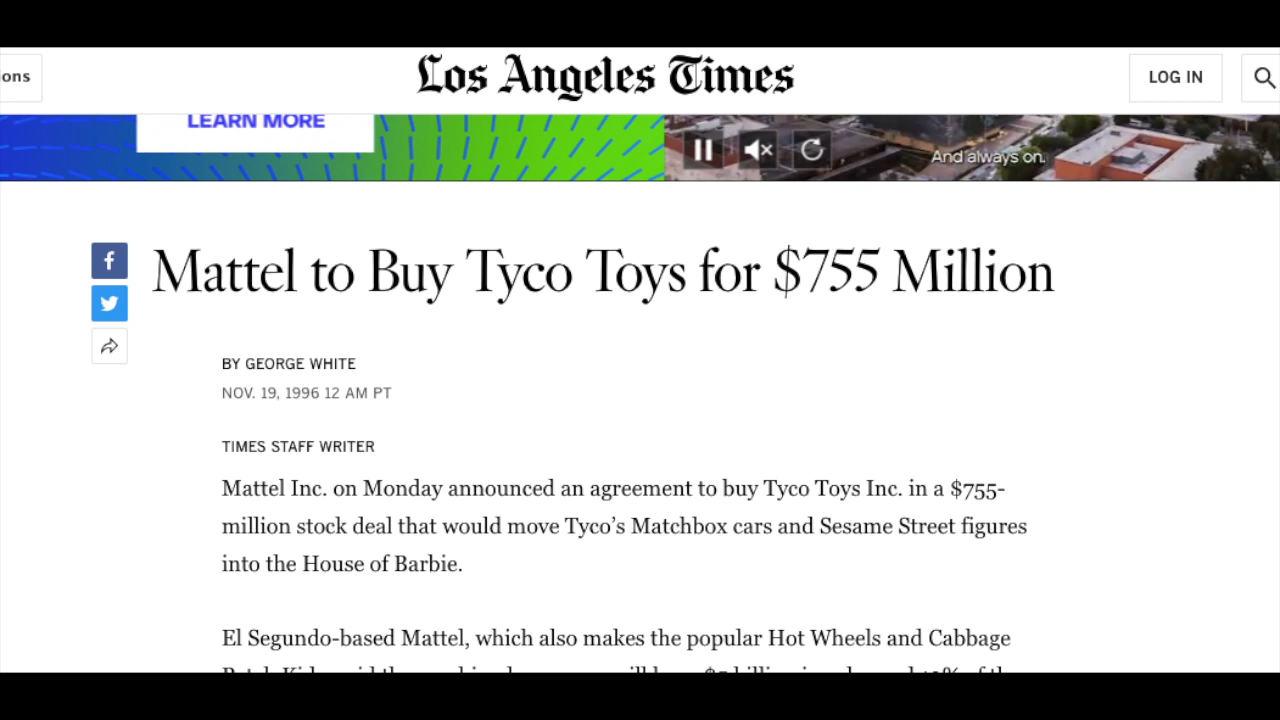 ions
Los Angeles Times
LOG IN
LEARN MORE
And always on.
Mattel to Buy Tyco Toys for $755 Million
BY GEORGE WHITE
NOV. 19, 1996 12 AM PT
TIMES STAFF WRITER
Mattel Inc. on Monday announced an agreement to buy Tyco Toys Inc. in a $755-
million stock deal that would move Tyco’s Matchbox cars and Sesame Street figures
into the House of Barbie.
El Segundo-based Mattel, which also makes the popular Hot Wheels and Cabbage